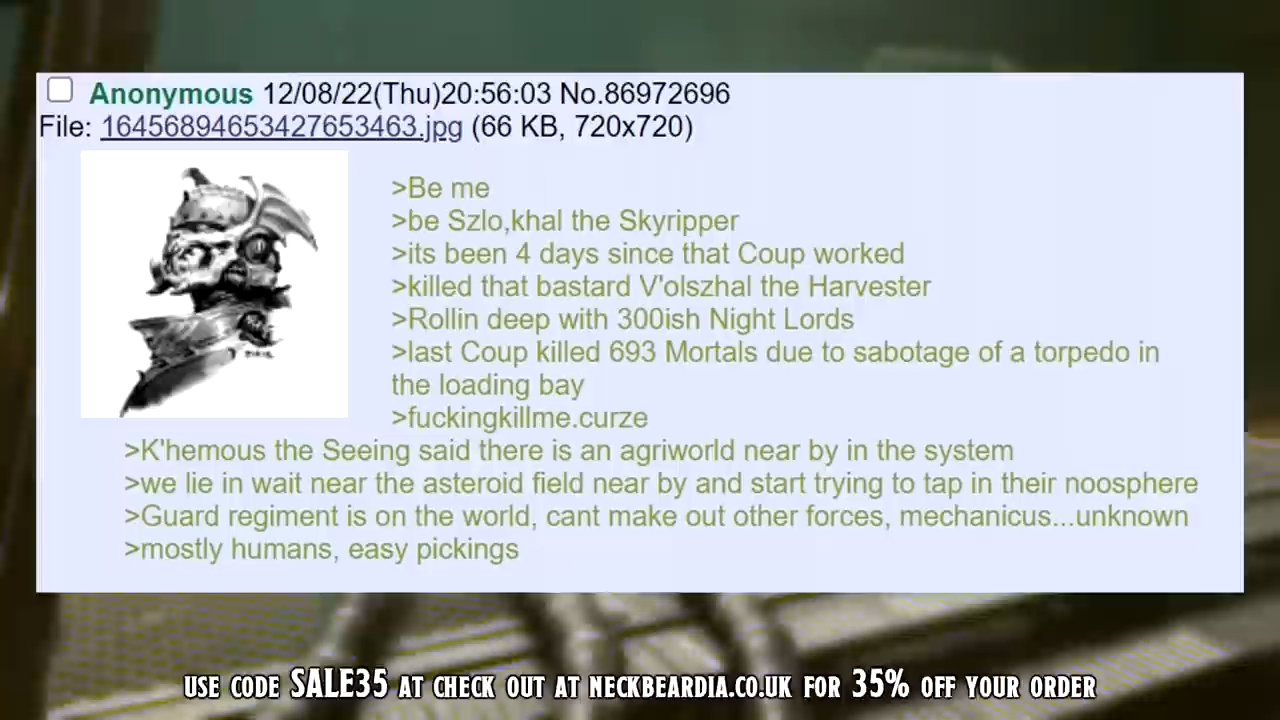 Anonymous 12/08/22(Thu)20:56:03 No.86972696
File: 16456894653427653463.jpg (66 KB, 720x720)
>Be me
>be Szlo,khal the Skyripper
>its been 4 days since that Coup worked
>killed that bastard V'olszhal the Harvester
>Rollin deep with 300ish Night Lords
>last Coup killed 693 Mortals due to sabotage of a torpedo in
the loading bay
>fuckingkillme.curze
>K'hemous the Seeing said there is an agriworld near by in the system
>we lie in wait near the asteroid field near by and start trying to tap in their noosphere
>Guard regiment is on the world, cant make out other forces, mechanicus...unknown
>mostly humans, easy pickings
USE CODE SALE35 AT CHECK OUT AT NECKBEARDIA.CO.UK FOR 35% OFF YOUR ORDER